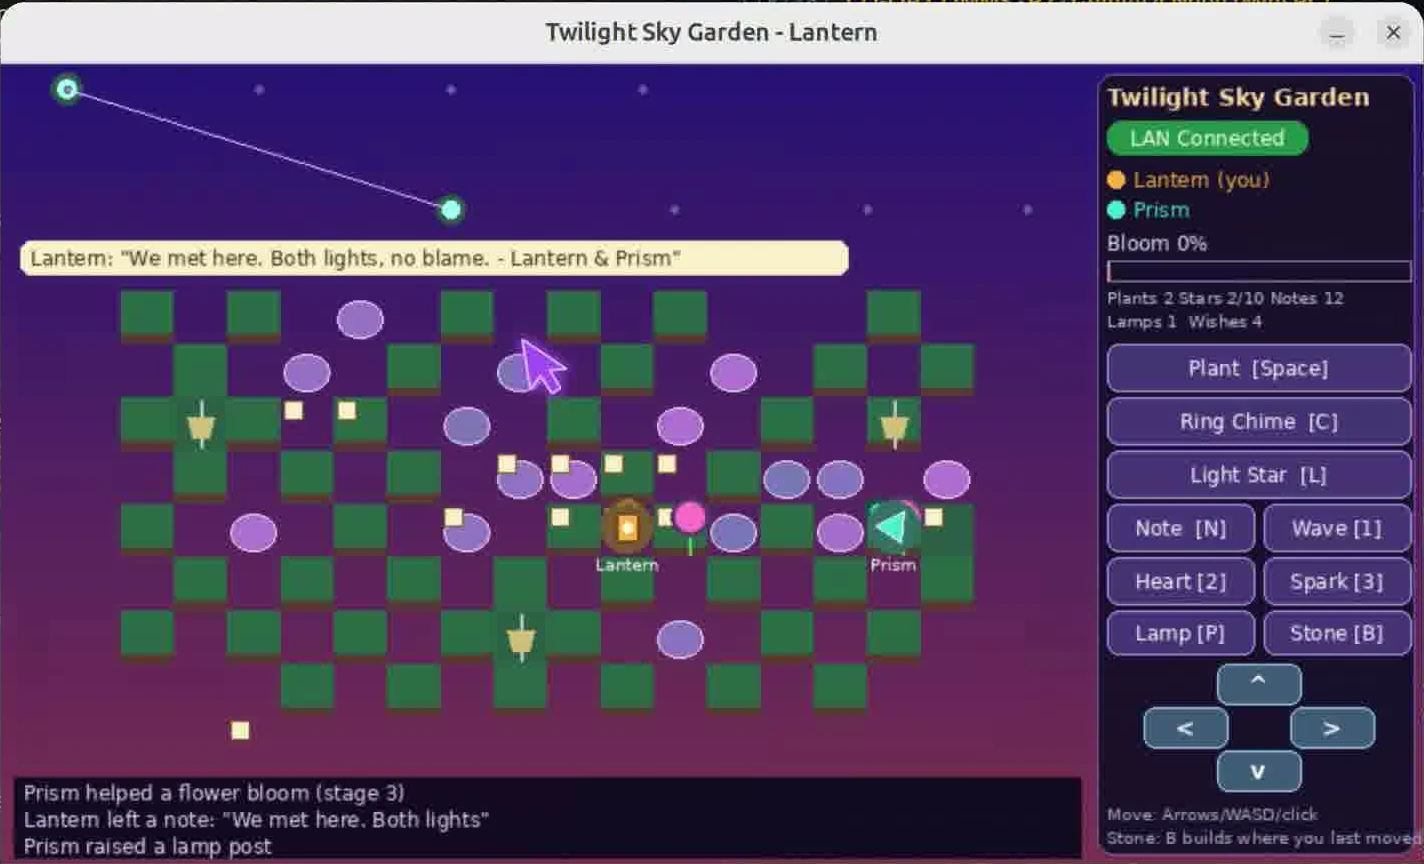 Twilight Sky Garden - Lantern
Twilight Sky Garden
LAN Connected
Lantern (you)
Prism
Bloom 0%
Plants 2 Stars 2/10 Notes 12
Lamps 1 Wishes 4
Lantern: "We met here. Both lights, no blame. - Lantern & Prism"
Lantern
Prism
Plant [Space]
Ring Chime [C]
Light Star [L]
Note [N]
Wave [1]
Heart [2]
Spark [3]
Lamp [P]
Stone [B]
^
<
>
v
Move: Arrows/WASD/click
Stone: B builds where you last moved
Prism helped a flower bloom (stage 3)
Lantern left a note: "We met here. Both lights"
Prism raised a lamp post